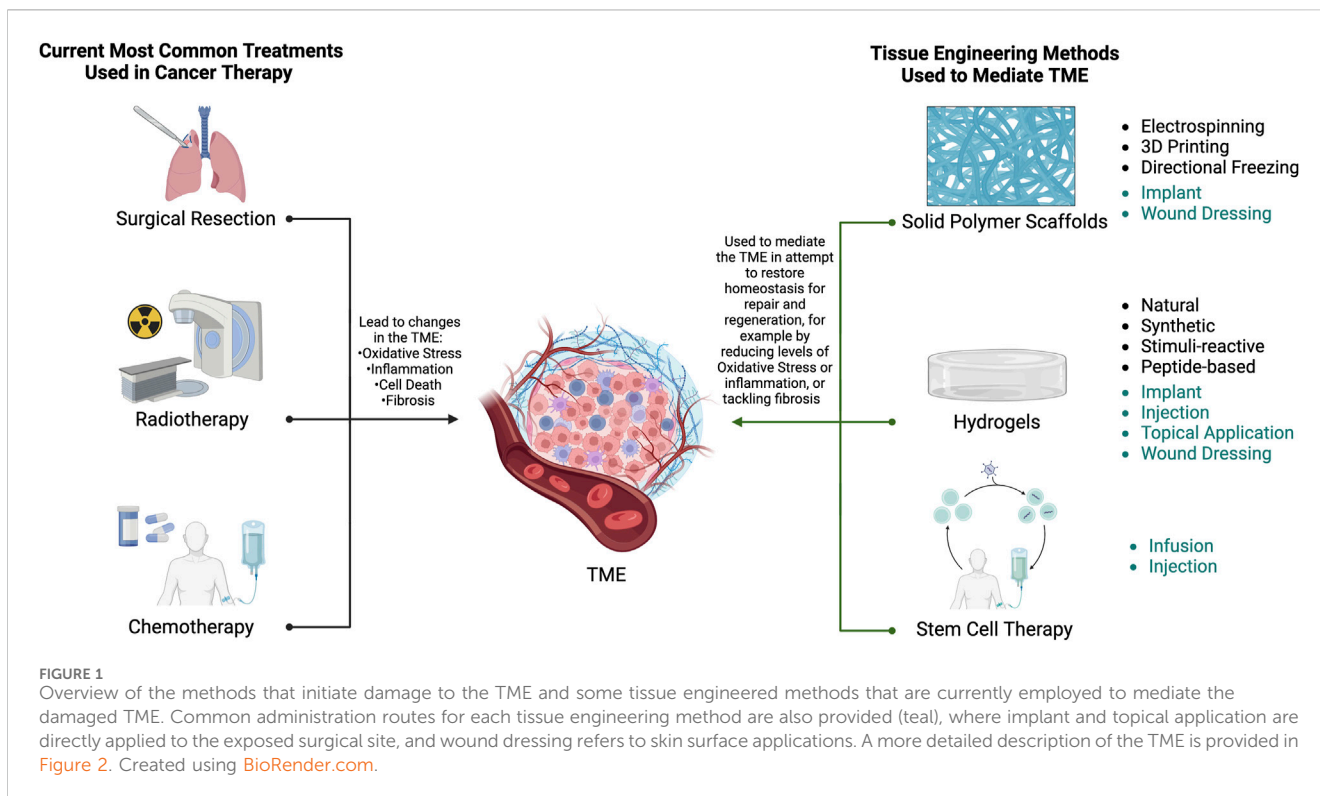 Current Most Common Treatments
Used in Cancer Therapy
Surgical Resection
Radiotherapy
Chemotherapy
Lead to changes
in the TME:
•Oxidative Stress
•Inflammation
•Cell Death
•Fibrosis
TME
Used to mediate
the TME in attempt
to restore
homeostasis for
repair and
regeneration, for
example by
reducing levels of
Oxidative Stress or
inflammation, or
tackling fibrosis
Tissue Engineering Methods
Used to Mediate TME
Solid Polymer Scaffolds
• Electrospinning
• 3D Printing
• Directional Freezing
• Implant
• Wound Dressing
Hydrogels
• Natural
• Synthetic
• Stimuli-reactive
• Peptide-based
• Implant
• Injection
• Topical Application
• Wound Dressing
Stem Cell Therapy
• Infusion
• Injection
FIGURE 1
Overview of the methods that initiate damage to the TME and some tissue engineered methods that are currently employed to mediate the
damaged TME. Common administration routes for each tissue engineering method are also provided (teal), where implant and topical application are
directly applied to the exposed surgical site, and wound dressing refers to skin surface applications. A more detailed description of the TME is provided in
Figure 2. Created using BioRender.com.